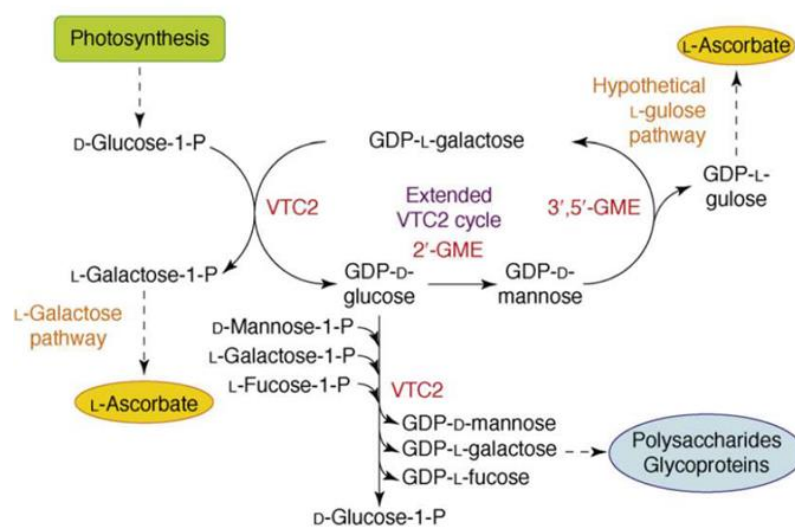 Photosynthesis
L-Ascorbate
Hypothetical
L-gulose
pathway
D-Glucose-1-P
GDP-L-galactose
GDP-L-
gulose
VTC2
Extended
VTC2 cycle
3′,5′-GME
2′-GME
L-Galactose-1-P
GDP-D-
glucose
GDP-D-
mannose
L-Galactose
pathway
D-Mannose-1-P
L-Galactose-1-P
L-Fucose-1-P
VTC2
L-Ascorbate
GDP-D-mannose
GDP-L-galactose
GDP-L-fucose
Polysaccharides
Glycoproteins
D-Glucose-1-P